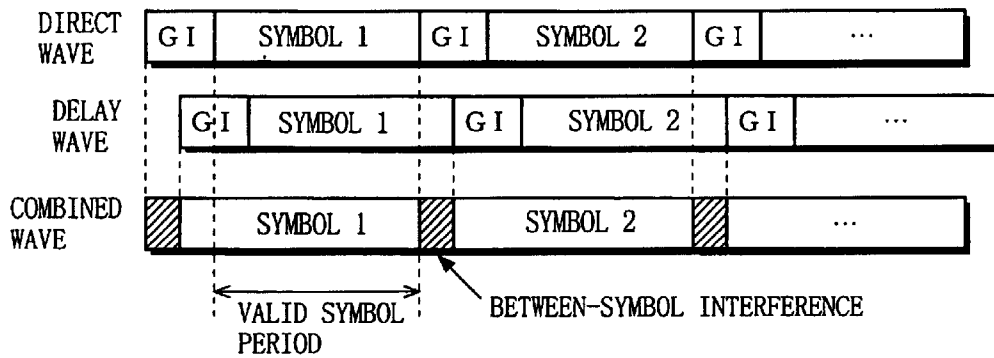 DIRECT WAVE
GI SYMBOL 1 GI SYMBOL 2 GI ...
DELAY WAVE
GI SYMBOL 1 GI SYMBOL 2 GI ...
COMBINED WAVE
SYMBOL 1 SYMBOL 2 ...
VALID SYMBOL PERIOD
BETWEEN-SYMBOL INTERFERENCE